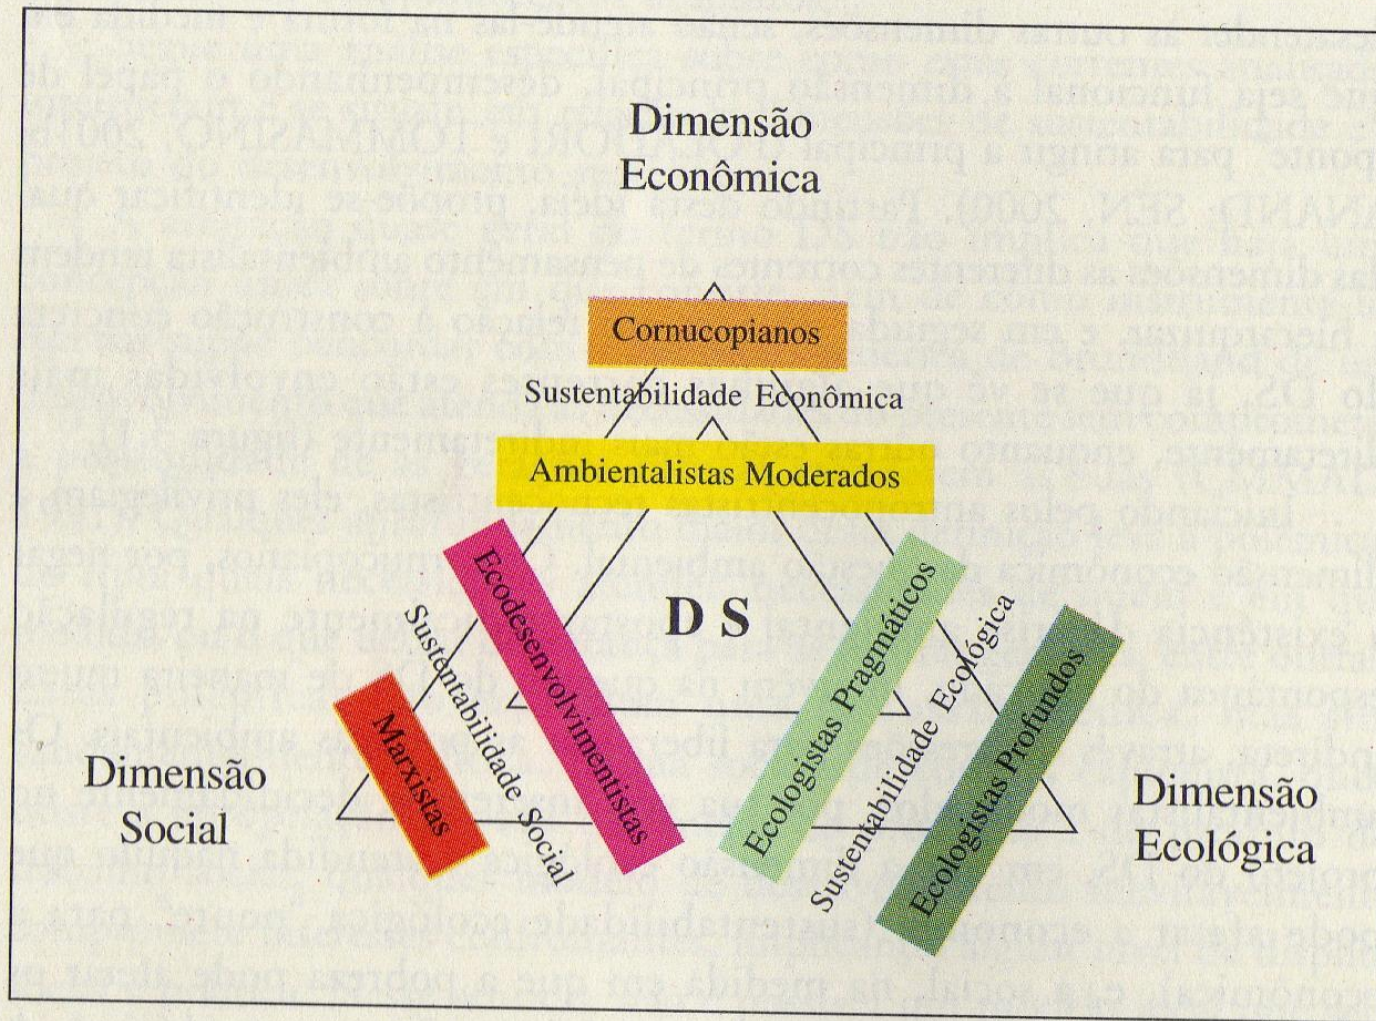 Dimensão
Econômica
Cornucopianos
Sustentabilidade Econômica
Ambientalistas Moderados
Ecodesenvolvimentistas
D S
Ecologistas Pragmáticos
Sustentabilidade Social
Sustentabilidade Ecológica
Marxistas
Ecologistas Profundos
Dimensão
Social
Dimensão
Ecológica